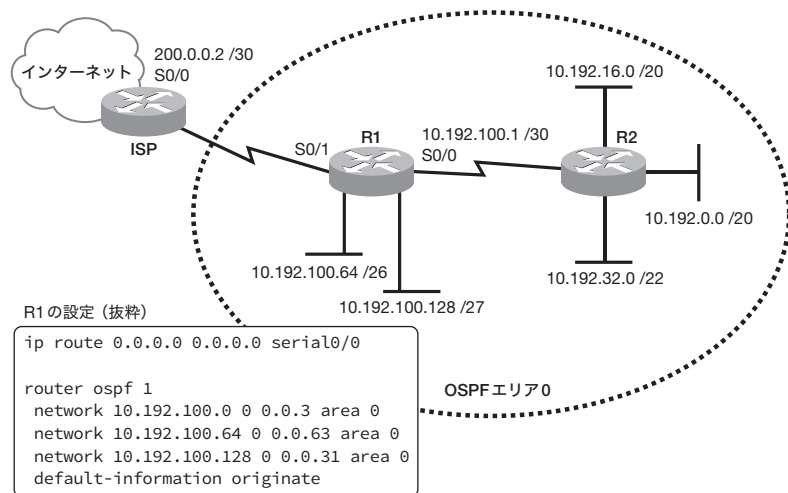 200.0.0.2 /30
インターネット
S0/0
ISP
10.192.16.0 /20
R1
10.192.100.1 /30
R2
S0/1
S0/0
10.192.0.0 /20
10.192.100.64 /26
10.192.32.0 /22
10.192.100.128 /27
R1の設定（抜粋）
ip route 0.0.0.0 0.0.0.0 serial0/0
router ospf 1
network 10.192.100.0 0 0.0.3 area 0
network 10.192.100.64 0 0.0.63 area 0
network 10.192.100.128 0 0.0.31 area 0
default-information originate
OSPFエリア0